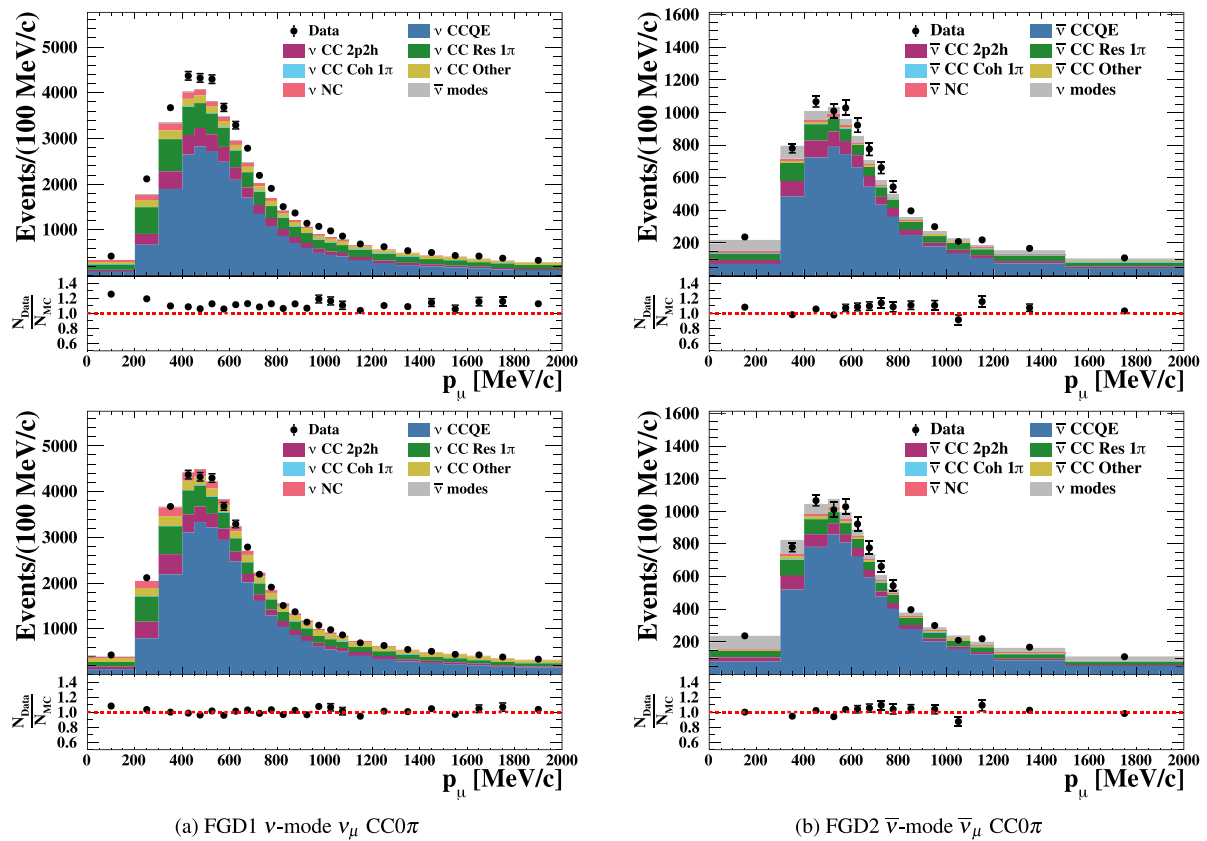 Events/(100 MeV/c)
5000
4000
3000
2000
1000
Data
ν CCQE
ν CC 2p2h
ν CC Res 1π
ν CC Coh 1π
ν CC Other
ν NC
ν̅ modes
N_Data/N_MC
1.4
1.2
1.0
0.8
0.6
0 200 400 600 800 1000 1200 1400 1600 1800 2000
p_μ [MeV/c]
Events/(100 MeV/c)
1600
1400
1200
1000
800
600
400
200
Data
ν̅ CCQE
ν̅ CC 2p2h
ν̅ CC Res 1π
ν̅ CC Coh 1π
ν̅ CC Other
ν̅ NC
ν modes
N_Data/N_MC
1.4
1.2
1.0
0.8
0.6
0 200 400 600 800 1000 1200 1400 1600 1800 2000
p_μ [MeV/c]
Events/(100 MeV/c)
5000
4000
3000
2000
1000
Data
ν CCQE
ν CC 2p2h
ν CC Res 1π
ν CC Coh 1π
ν CC Other
ν NC
ν̅ modes
N_Data/N_MC
1.4
1.2
1.0
0.8
0.6
0 200 400 600 800 1000 1200 1400 1600 1800 2000
p_μ [MeV/c]
Events/(100 MeV/c)
1600
1400
1200
1000
800
600
400
200
Data
ν̅ CCQE
ν̅ CC 2p2h
ν̅ CC Res 1π
ν̅ CC Coh 1π
ν̅ CC Other
ν̅ NC
ν modes
N_Data/N_MC
1.4
1.2
1.0
0.8
0.6
0 200 400 600 800 1000 1200 1400 1600 1800 2000
p_μ [MeV/c]
(a) FGD1 ν-mode ν_μ CC0π
(b) FGD2 ν̅-mode ν̅_μ CC0π